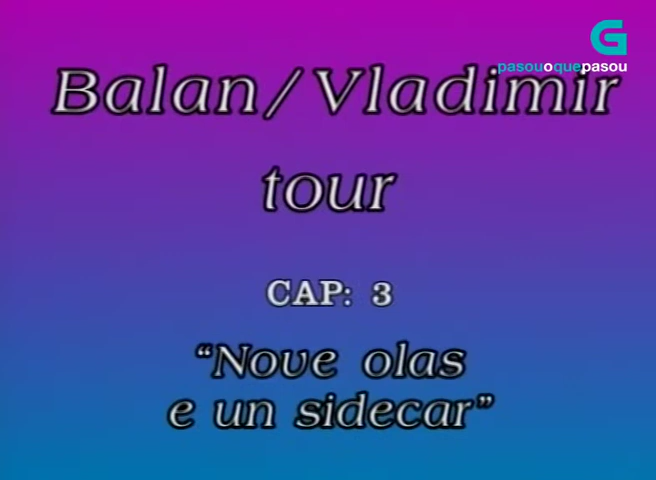 G
pasouoquepasou
Balan/Vladimir
tour
CAP: 3
“Nove olas
e un sidecar”